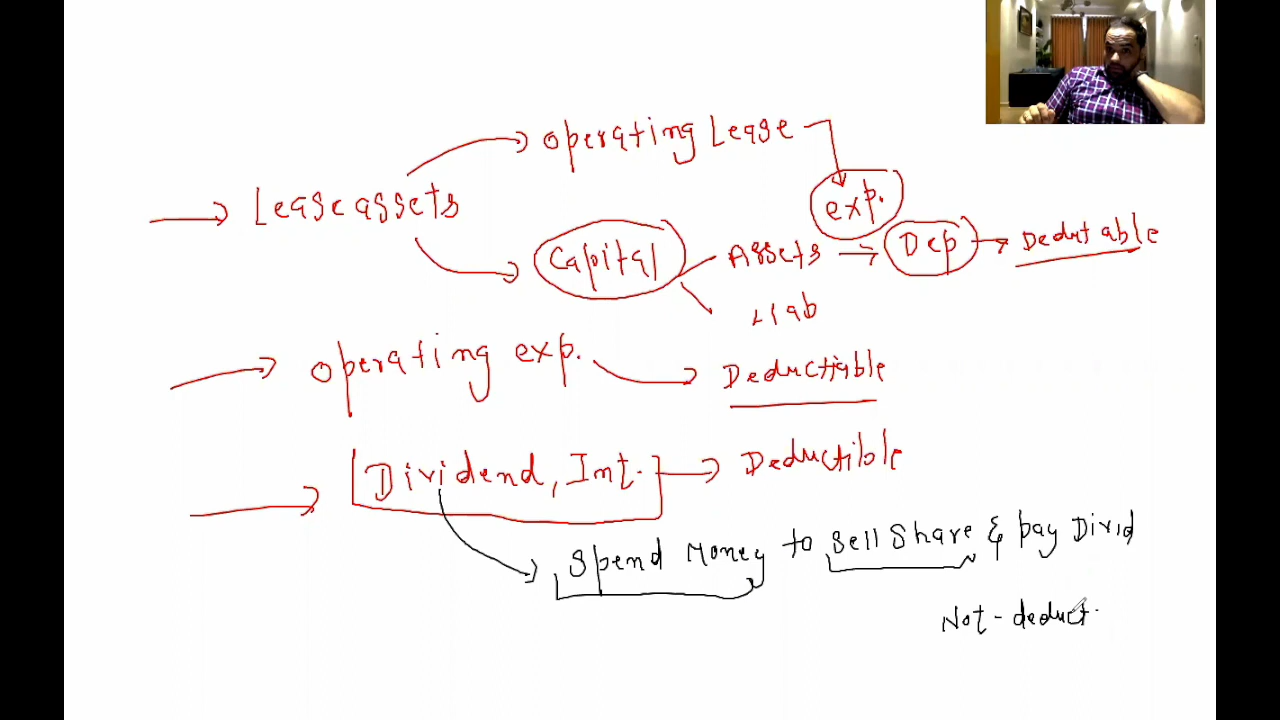 Operating Lease
exp.
Lease assets
Capital Assets Dep Dedutable
Liab
Operating exp. Deductiable
Dividend, Int. Deductible
Spend Money to Sell Share & pay Divid
Not-deduct.